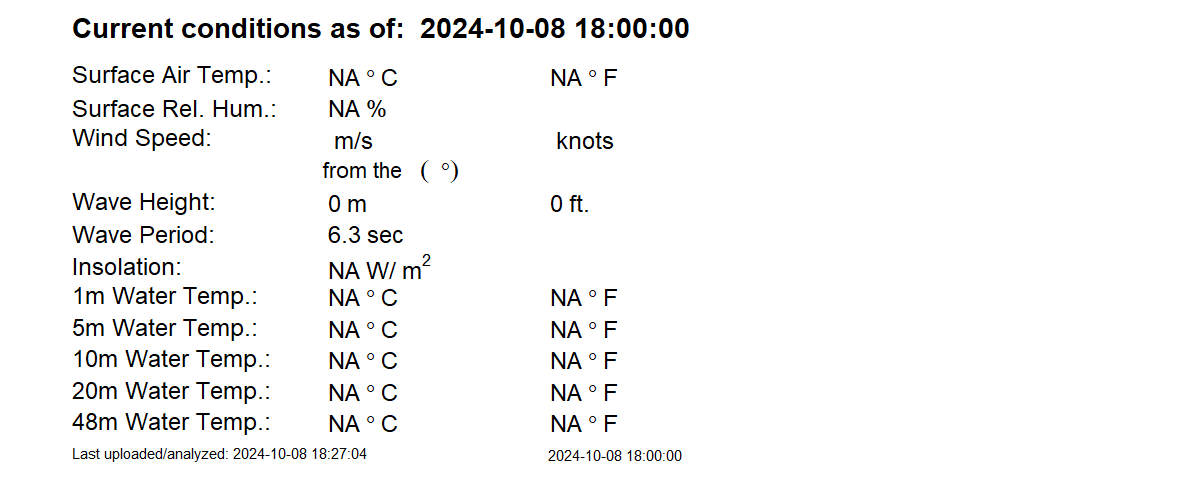 Current conditions as of: 2024-10-08 18:00:00
Surface Air Temp.: NA ° C NA ° F
Surface Rel. Hum.: NA %
Wind Speed: m/s knots
from the ( °)
Wave Height: 0 m 0 ft.
Wave Period: 6.3 sec
Insolation: NA W/ m²
1m Water Temp.: NA ° C NA ° F
5m Water Temp.: NA ° C NA ° F
10m Water Temp.: NA ° C NA ° F
20m Water Temp.: NA ° C NA ° F
48m Water Temp.: NA ° C NA ° F
Last uploaded/analyzed: 2024-10-08 18:27:04 2024-10-08 18:00:00